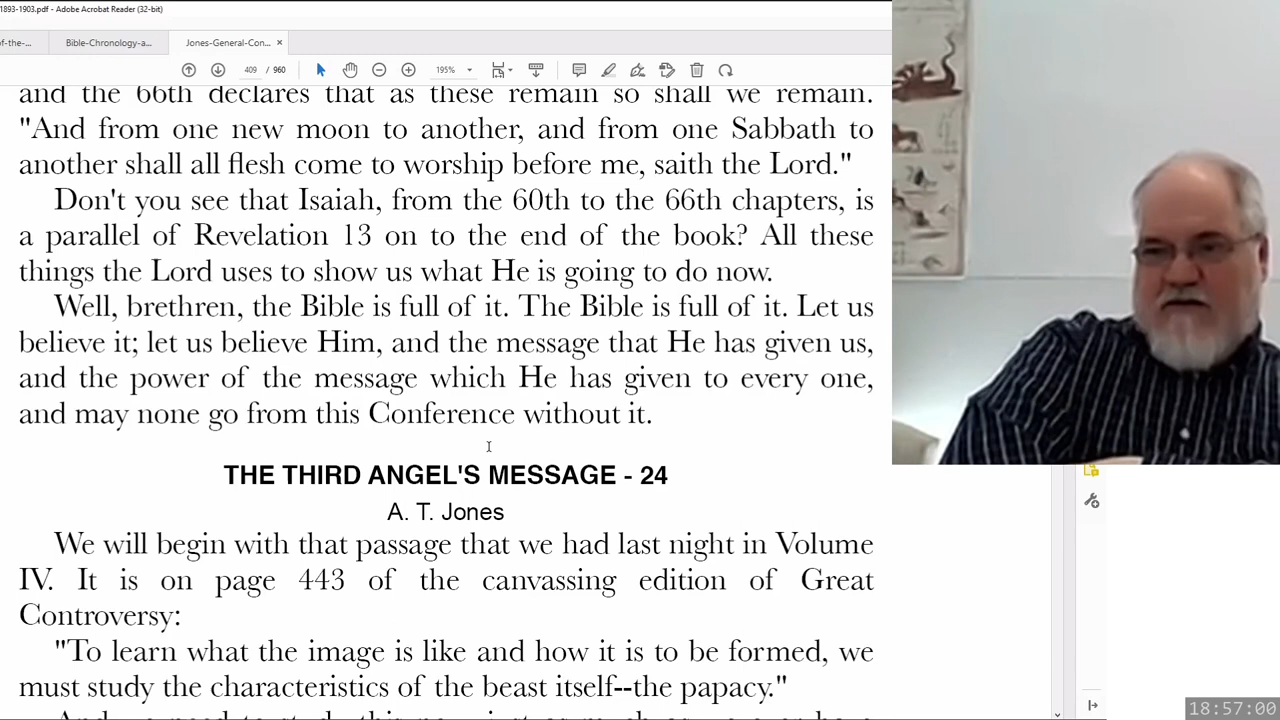 1893-1903.pdf - Adobe Acrobat Reader (32-bit)
of-the-... Bible-Chronology-a... Jones-General-Con... ×
409 / 960 195%
and the 66th declares that as these remain so shall we remain.
"And from one new moon to another, and from one Sabbath to
another shall all flesh come to worship before me, saith the Lord."
Don't you see that Isaiah, from the 60th to the 66th chapters, is
a parallel of Revelation 13 on to the end of the book? All these
things the Lord uses to show us what He is going to do now.
Well, brethren, the Bible is full of it. The Bible is full of it. Let us
believe it; let us believe Him, and the message that He has given us,
and the power of the message which He has given to every one,
and may none go from this Conference without it.
THE THIRD ANGEL'S MESSAGE - 24
A. T. Jones
We will begin with that passage that we had last night in Volume
IV. It is on page 443 of the canvassing edition of Great
Controversy:
"To learn what the image is like and how it is to be formed, we
must study the characteristics of the beast itself--the papacy."
18:57:00